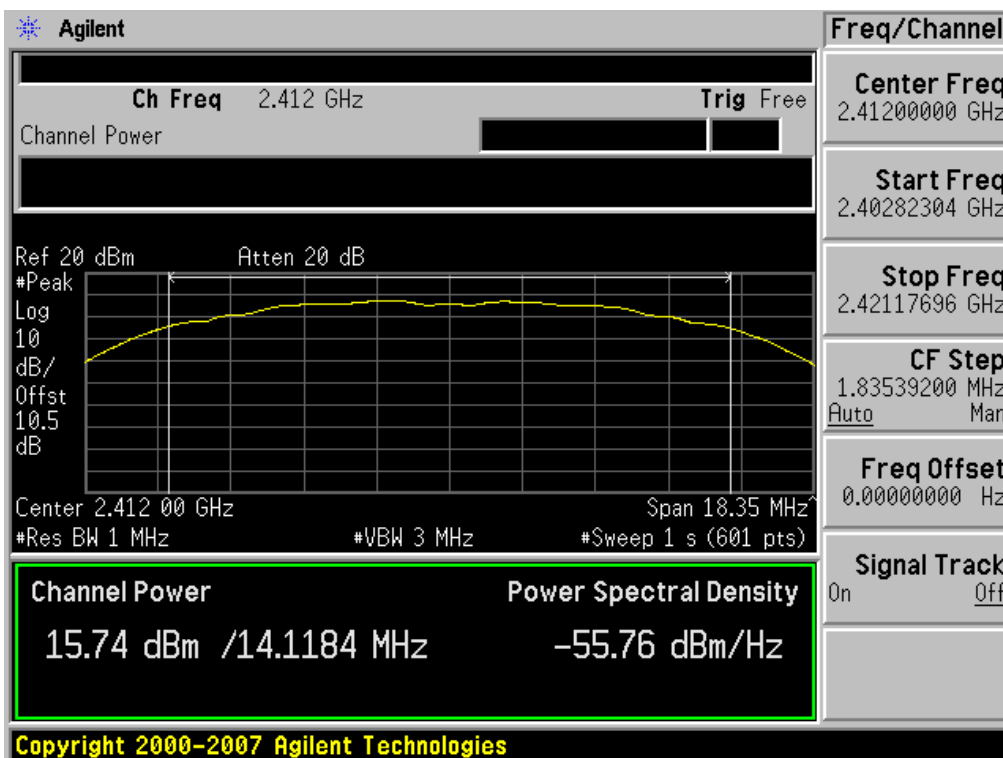 Agilent
Freq/Channel
Ch Freq 2.412 GHz Trig Free
Channel Power
Ref 20 dBm Atten 20 dB
#Peak
Log
10
dB/
Offst
10.5
dB
Center 2.412 00 GHz Span 18.35 MHz^
#Res BW 1 MHz #VBW 3 MHz #Sweep 1 s (601 pts)
Channel Power Power Spectral Density
15.74 dBm /14.1184 MHz -55.76 dBm/Hz
Copyright 2000-2007 Agilent Technologies
Center Freq
2.41200000 GHz
Start Freq
2.40282304 GHz
Stop Freq
2.42117696 GHz
CF Step
1.83539200 MHz
Auto Man
Freq Offset
0.00000000 Hz
Signal Track
On Off